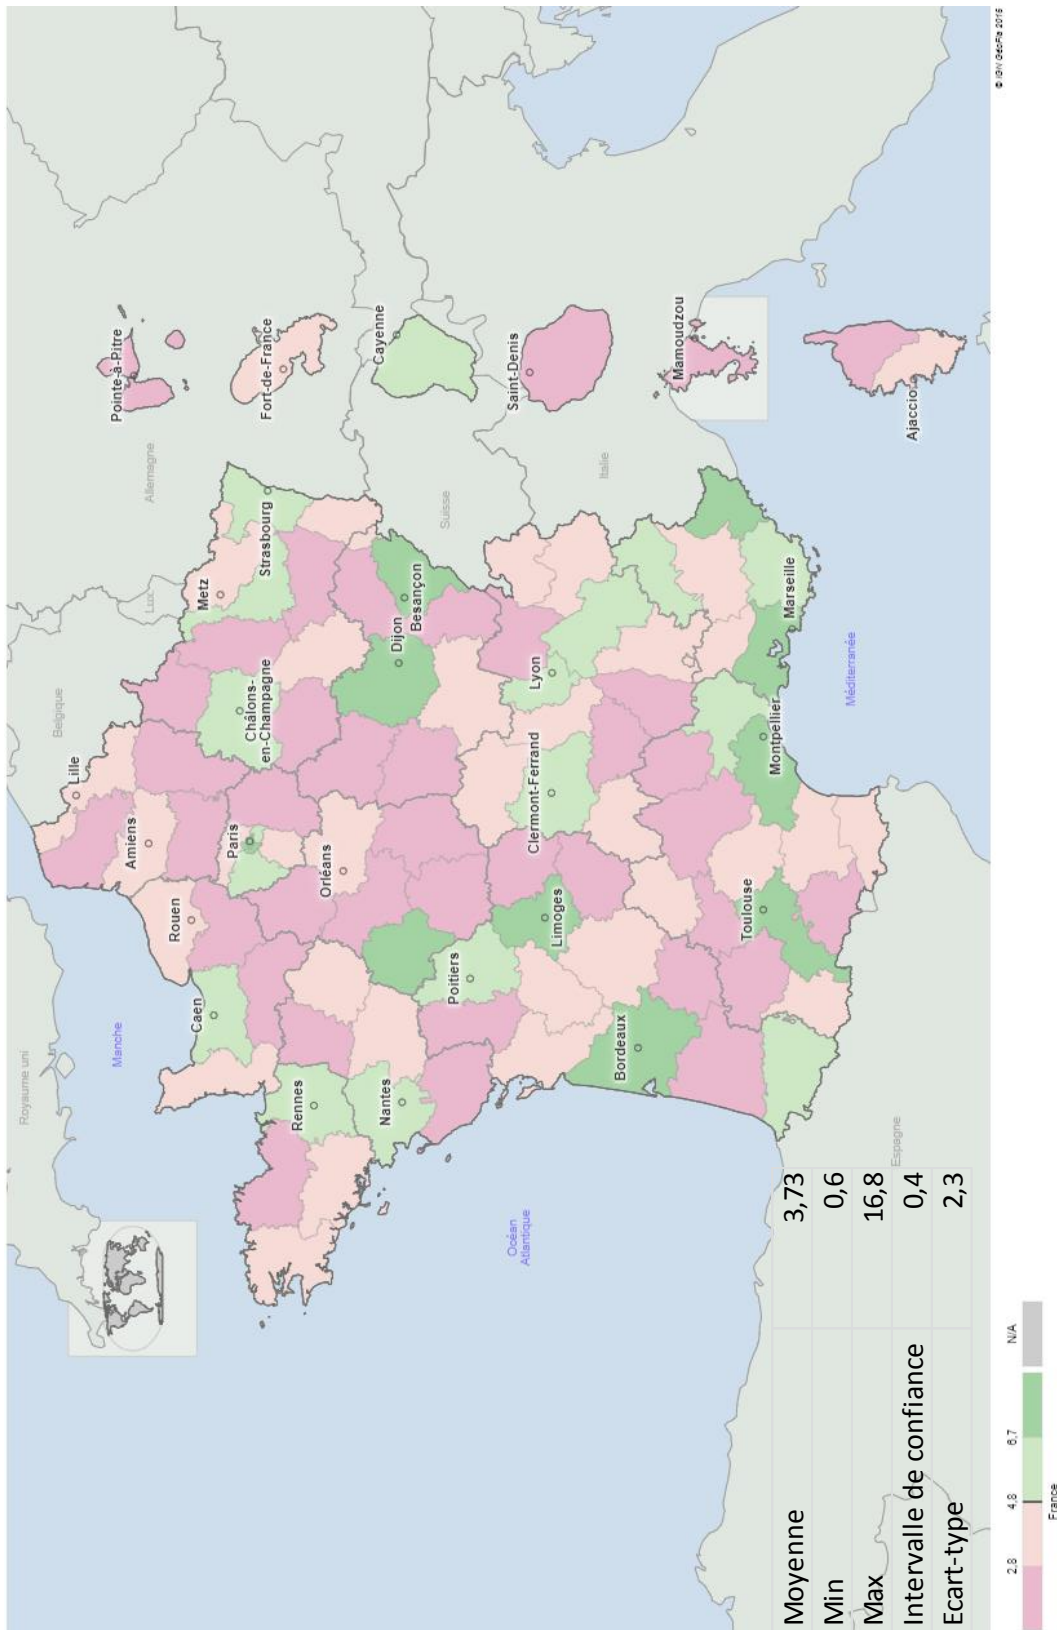 Royaume uni
Manche
Belgique
Lux.
Allemagne
Suisse
Italie
Espagne
Océan
Atlantique
Méditerranée
Lille
Amiens
Rouen
Caen
Paris
Châlons-
en-Champagne
Metz
Strasbourg
Rennes
Nantes
Orléans
Dijon
Besançon
Poitiers
Limoges
Clermont-Ferrand
Lyon
Bordeaux
Toulouse
Montpellier
Marseille
Ajaccio
Pointe-à-Pitre
Fort-de-France
Cayenne
Saint-Denis
Mamoudzou
Moyenne 3,73
Min 0,6
Max 16,8
Intervalle de confiance 0,4
Ecart-type 2,3
2,8 4,8 6,7 N/A
France
© IGN GéoFla 2015